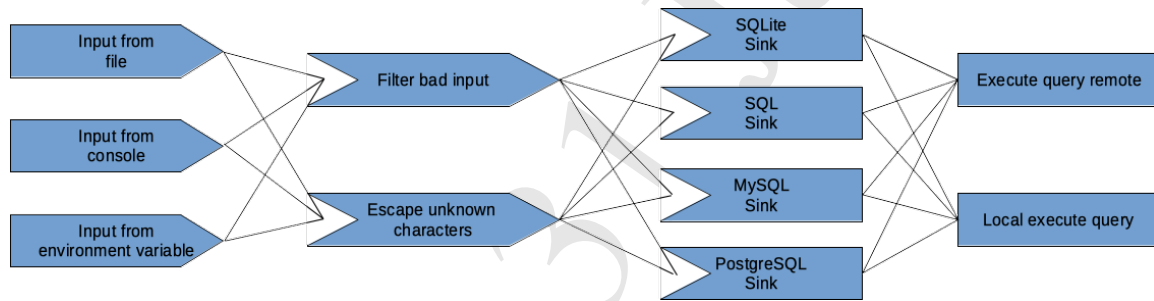 Input from
file
Input from
console
Input from
environment variable
Filter bad input
Escape unknown
characters
SQLite
Sink
SQL
Sink
MySQL
Sink
PostgreSQL
Sink
Execute query remote
Local execute query